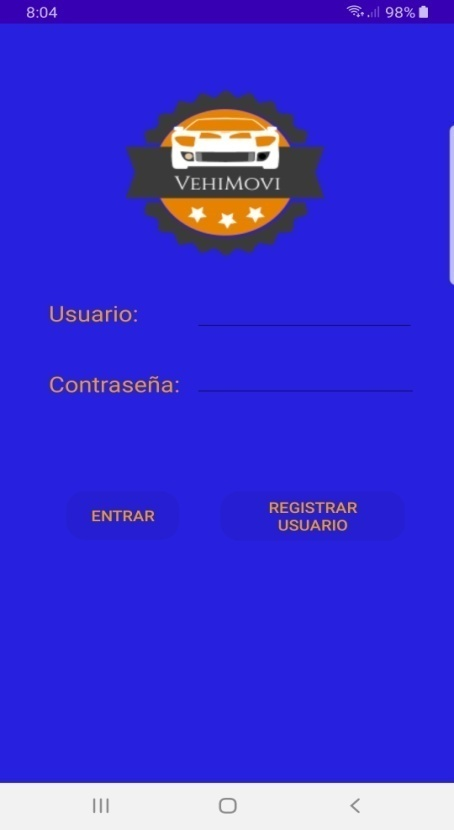 8:04
98%
VEHIMOVI
Usuario:
Contraseña:
ENTRAR
REGISTRAR
USUARIO